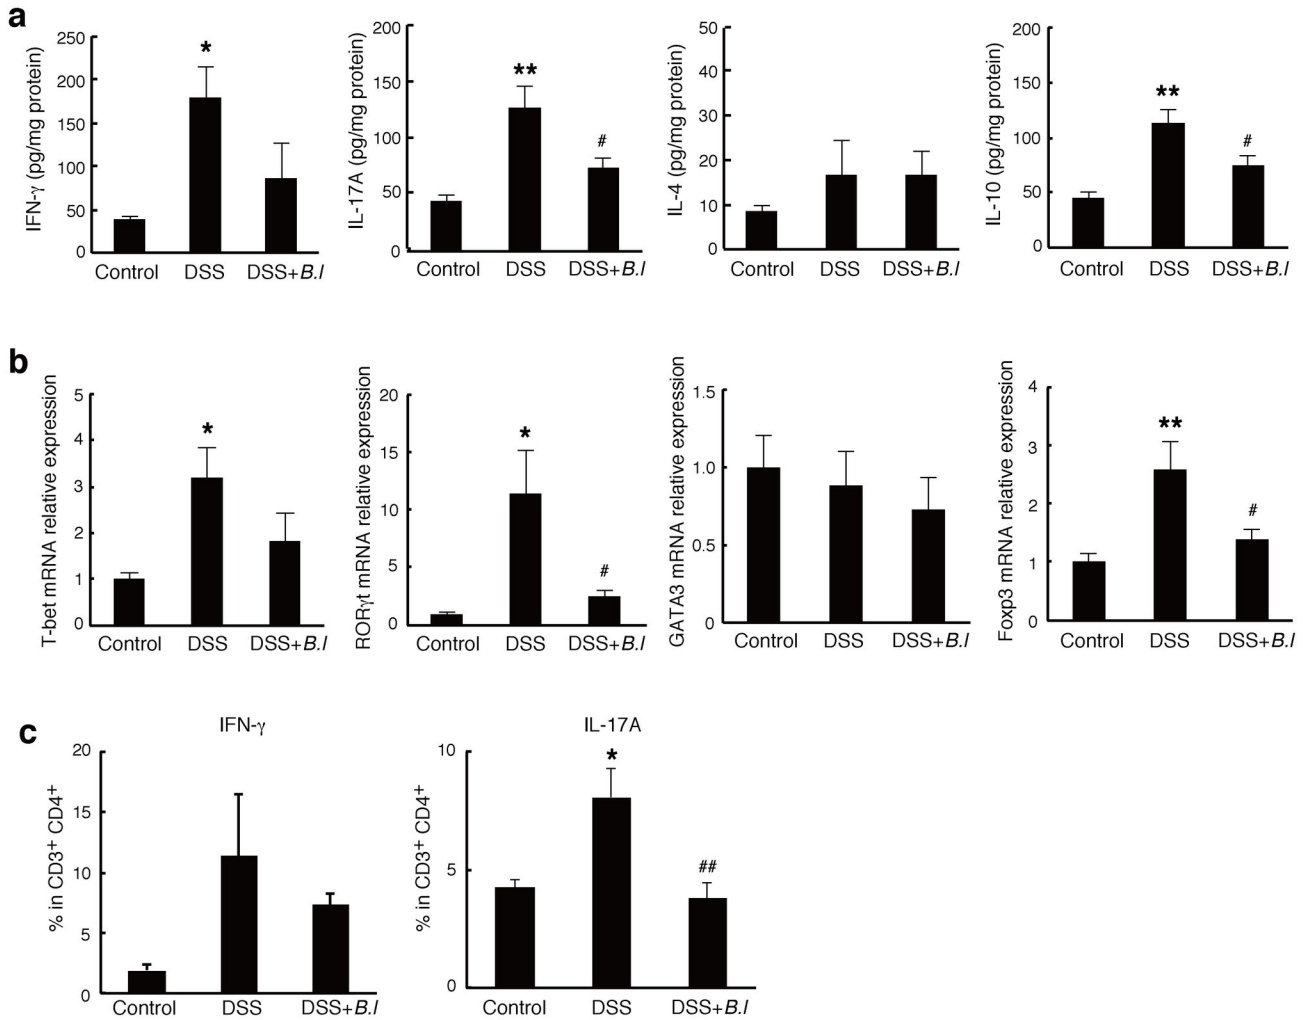 a
IFN-γ (pg/mg protein)
250
200
150
100
50
0
*
Control DSS DSS+B.I
IL-17A (pg/mg protein)
200
150
100
50
0
**
#
Control DSS DSS+B.I
IL-4 (pg/mg protein)
50
40
30
20
10
0
Control DSS DSS+B.I
IL-10 (pg/mg protein)
200
150
100
50
0
**
#
Control DSS DSS+B.I
b
T-bet mRNA relative expression
5
4
3
2
1
0
*
Control DSS DSS+B.I
RORγt mRNA relative expression
20
15
10
5
0
*
#
Control DSS DSS+B.I
GATA3 mRNA relative expression
1.5
1.0
0.5
0
Control DSS DSS+B.I
Foxp3 mRNA relative expression
4
3
2
1
0
**
#
Control DSS DSS+B.I
c
IFN-γ
% in CD3⁺ CD4⁺
20
15
10
5
0
Control DSS DSS+B.I
IL-17A
% in CD3⁺ CD4⁺
10
5
0
*
##
Control DSS DSS+B.I